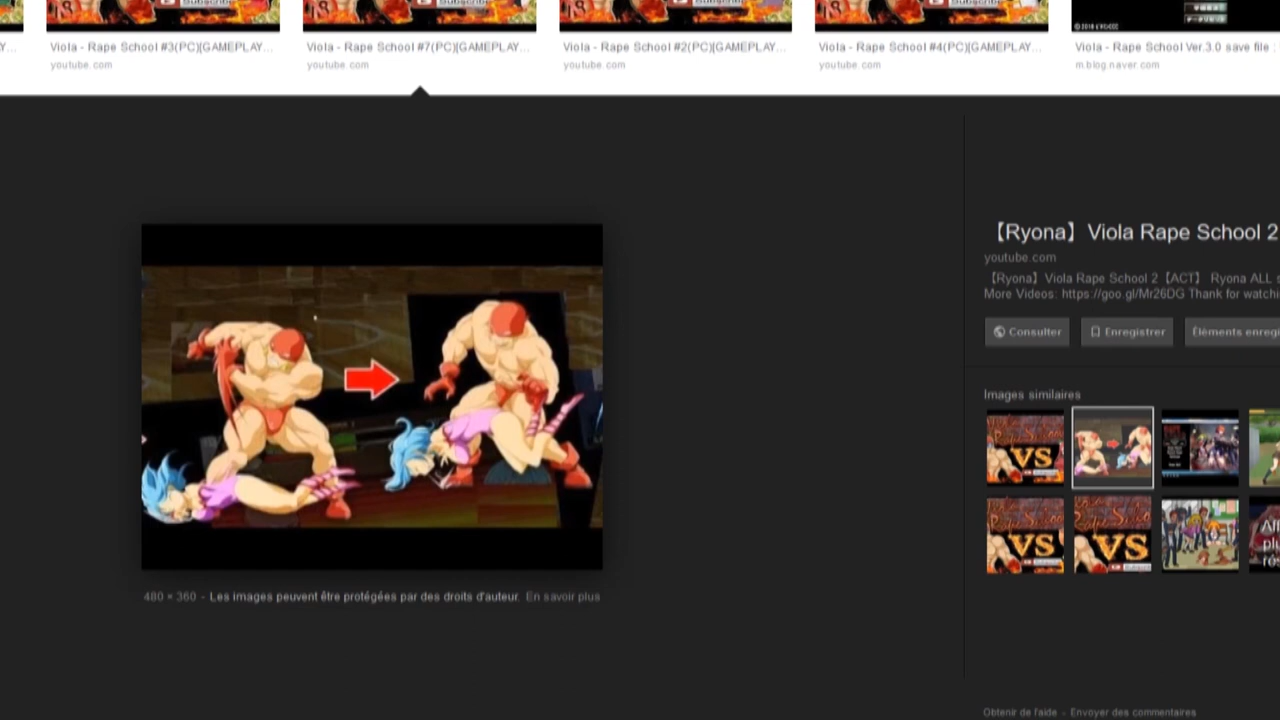 Viola - Rape School #3(PC)[GAMEPLAY...
Viola - Rape School #7(PC)[GAMEPLAY...
Viola - Rape School #2(PC)[GAMEPLAY...
Viola - Rape School #4(PC)[GAMEPLAY...
Viola - Rape School Ver.3.0 save file :
youtube.com
youtube.com
youtube.com
youtube.com
m.blog.naver.com
【Ryona】Viola Rape School 2
youtube.com
【Ryona】Viola Rape School 2【ACT】 Ryona ALL
More Videos: https://goo.gl/Mr26DG Thank for watchi
Consulter
Enregistrer
Éléments enregi
Images similaires
VS
VS
VS
480 × 360 - Les images peuvent être protégées par des droits d'auteur. En savoir plus
Obtenir de l'aide - Envoyer des commentaires